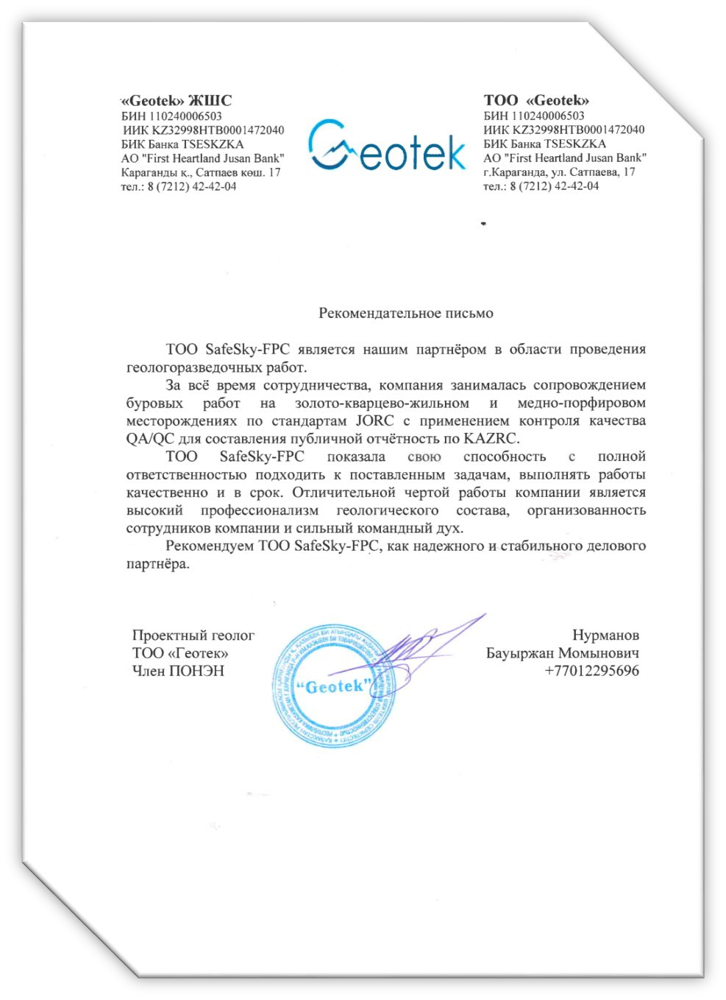 «Geotek» ЖШС
БИН 110240006503
ИИК KZ32998HTB0001472040
БИК Банка TSESKZKA
АО "First Heartland Jusan Bank"
Караганды қ., Сатпаев көш. 17
тел.: 8 (7212) 42-42-04
Geotek
ТОО «Geotek»
БИН 110240006503
ИИК KZ32998HTB0001472040
БИК Банка TSESKZKA
АО "First Heartland Jusan Bank"
г.Караганда, ул. Сатпаева, 17
тел.: 8 (7212) 42-42-04
Рекомендательное письмо
ТОО SafeSky-FPC является нашим партнёром в области проведения
геологоразведочных работ.
За всё время сотрудничества, компания занималась сопровождением
буровых работ на золото-кварцево-жильном и медно-порфировом
месторождениях по стандартам JORC с применением контроля качества
QA/QC для составления публичной отчётность по KAZRC.
ТОО SafeSky-FPC показала свою способность с полной
ответственностью подходить к поставленным задачам, выполнять работы
качественно и в срок. Отличительной чертой работы компании является
высокий профессионализм геологического состава, организованность
сотрудников компании и сильный командный дух.
Рекомендуем ТОО SafeSky-FPC, как надежного и стабильного делового
партнёра.
Проектный геолог
ТОО «Геотек»
Член ПОНЭН
"Geotek"
Нурманов
Бауыржан Момынович
+77012295696